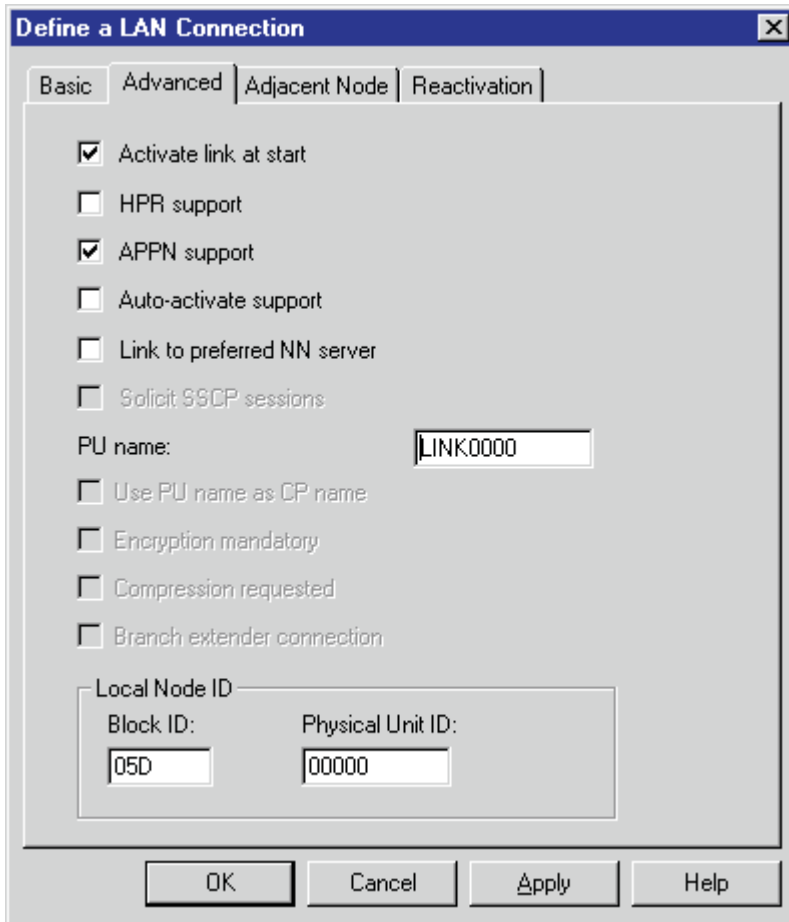 Define a LAN Connection
Basic Advanced Adjacent Node Reactivation
Activate link at start
HPR support
APPN support
Auto-activate support
Link to preferred NN server
Solicit SSCP sessions
PU name: LINK0000
Use PU name as CP name
Encryption mandatory
Compression requested
Branch extender connection
Local Node ID
Block ID: Physical Unit ID:
05D 00000
OK Cancel Apply Help